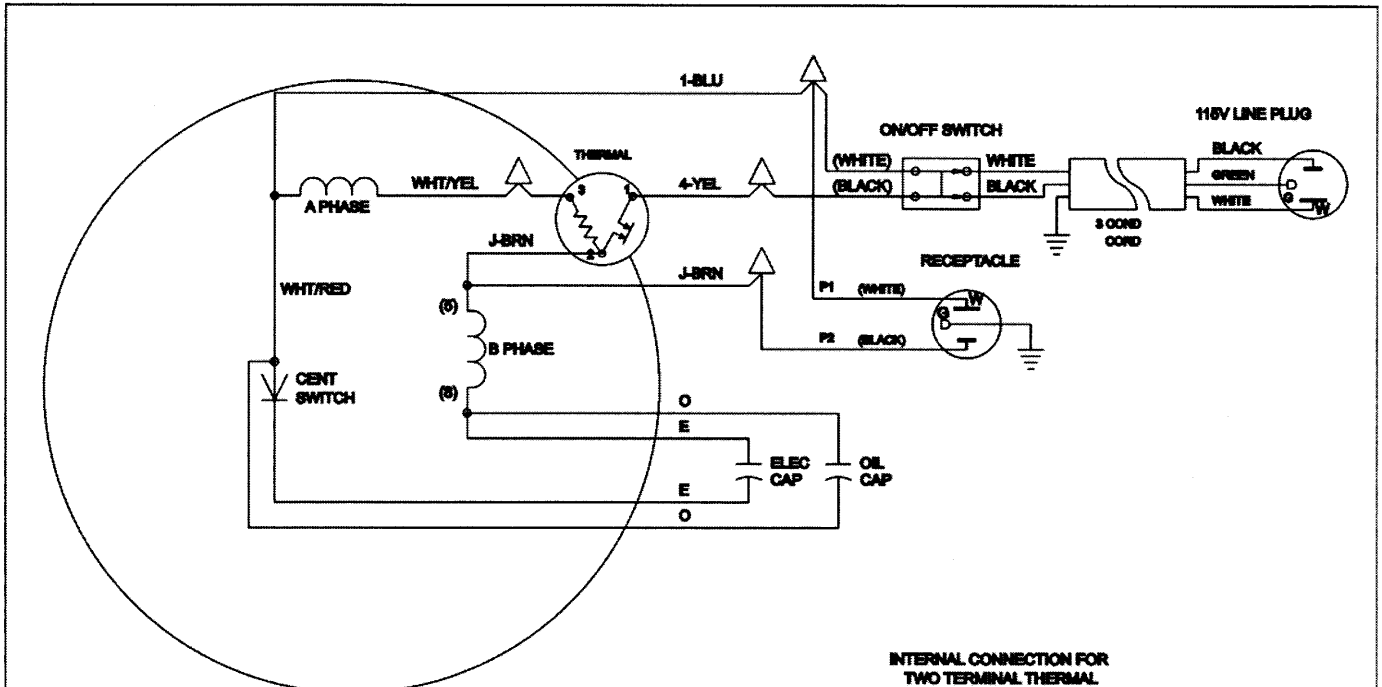 1-BLU
115V LINE PLUG
ON/OFF SWITCH
BLACK
THERMAL
(WHITE)
WHITE
WHT/YEL
3
1
4-YEL
(BLACK)
BLACK
GREEN
G
W
WHITE
A PHASE
3 COND
CORD
J-BRN
2
J-BRN
RECEPTACLE
WHT/RED
P1 (WHITE)
W
G
(5)
B PHASE
P2 (BLACK)
CENT
SWITCH
(8)
O
E
ELEC
CAP
OIL
CAP
E
O
INTERNAL CONNECTION FOR
TWO TERMINAL THERMAL